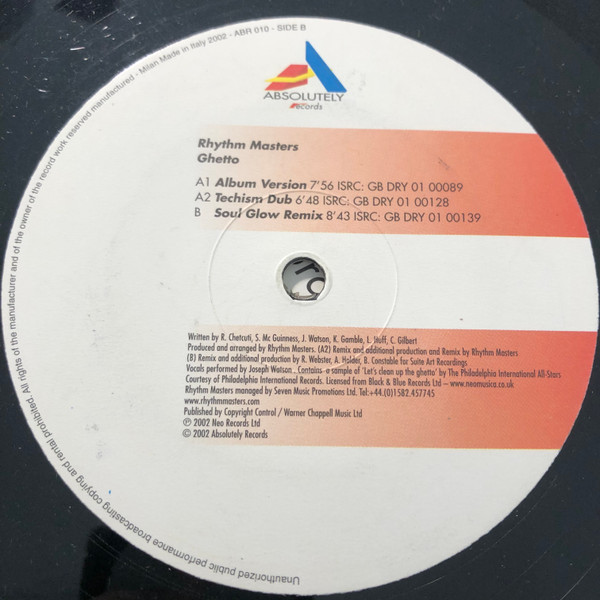 Unauthorized public performance broadcasting copying and rental prohibited. All rights of the manufacturer and of the owner of the record work reserved manufactured - Milan Made in Italy 2002 - ABR 010 - SIDE B
ABSOLUTELY
records
Rhythm Masters
Ghetto
A1 Album Version 7'56 ISRC: GB DRY 01 00089
A2 Techism Dub 6'48 ISRC: GB DRY 01 00128
B Soul Glow Remix 8'43 ISRC: GB DRY 01 00139
Written by R. Chetcuti, S. Mc Guinness, J. Watson, K. Gamble, L. Huff, C. Gilbert
Produced and arranged by Rhythm Masters. (A2) Remix and additional production and Remix by Rhythm Masters
(B) Remix and additional production by R. Webster, A. Holder, B. Constable for Suite Art Recordings
Vocals performed by Joseph Watson. Contains a sample of 'Let's clean up the ghetto' by The Philadelphia International All-Stars
Courtesy of Philadelphia International Records. Licensed from Black & Blue Records Ltd – www.neomusica.co.uk
Rhythm Masters managed by Seven Music Promotions Ltd. Tel:+44.(0)1582.457745
www.rhythmmasters.com
Published by Copyright Control / Warner Chappell Music Ltd
℗ 2002 Neo Records Ltd
© 2002 Absolutely Records